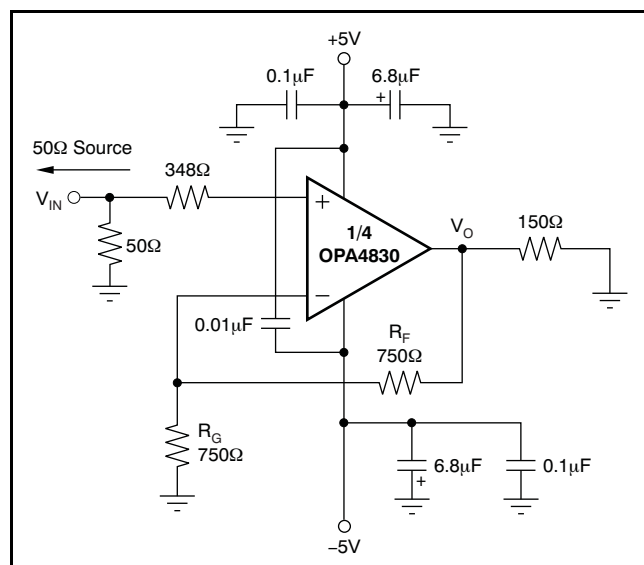 +5V
0.1µF
6.8µF
+
50Ω Source
348Ω
V_IN
50Ω
+
1/4
OPA4830
−
V_O
150Ω
0.01µF
R_F
750Ω
R_G
750Ω
6.8µF
+
0.1µF
−5V